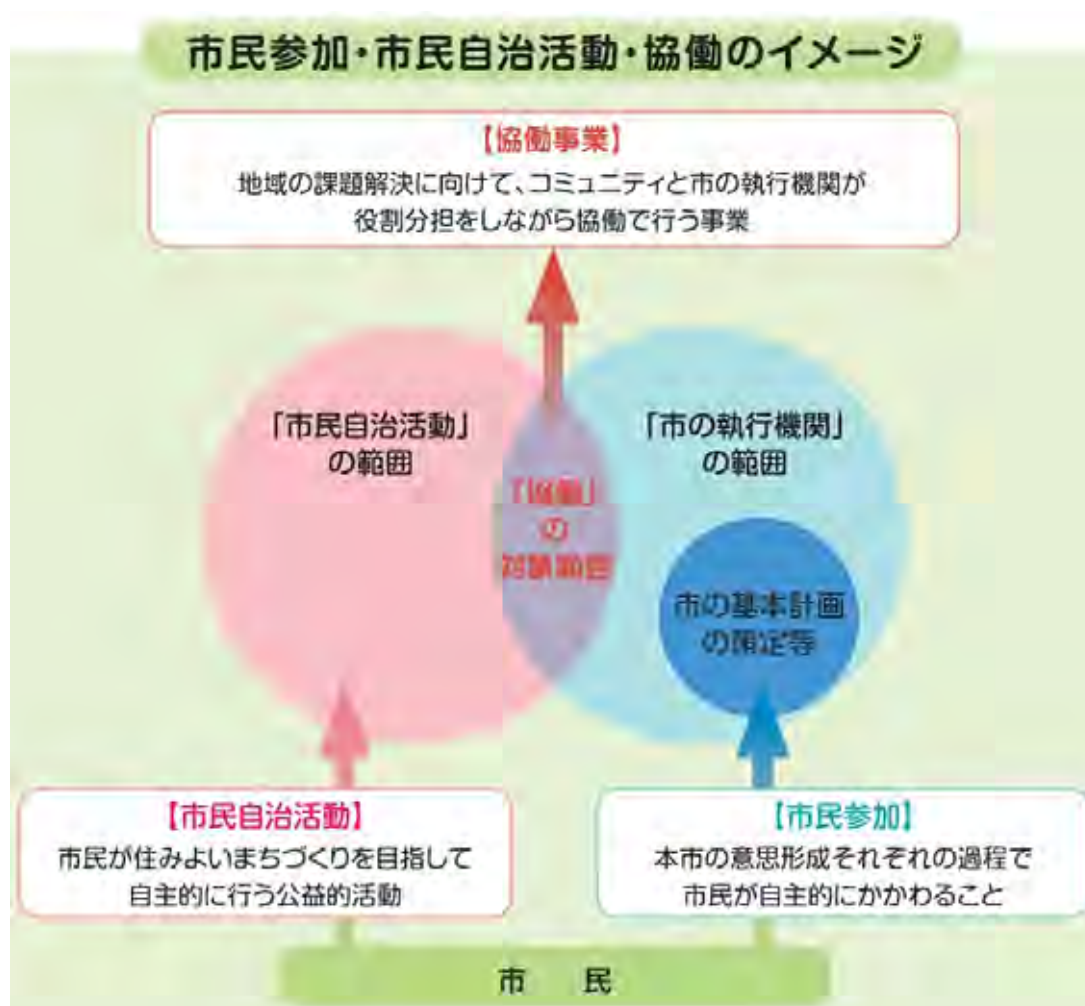 市民参加・市民自治活動・協働のイメージ
【協働事業】
地域の課題解決に向けて、コミュニティと市の執行機関が
役割分担をしながら協働で行う事業
「市民自治活動」
の範囲
「市の執行機関」
の範囲
「協働」
の
対象範囲
市の基本計画
の策定等
【市民自治活動】
市民が住みよいまちづくりを目指して
自主的に行う公益的活動
【市民参加】
本市の意思形成それぞれの過程で
市民が自主的にかかわること
市 民